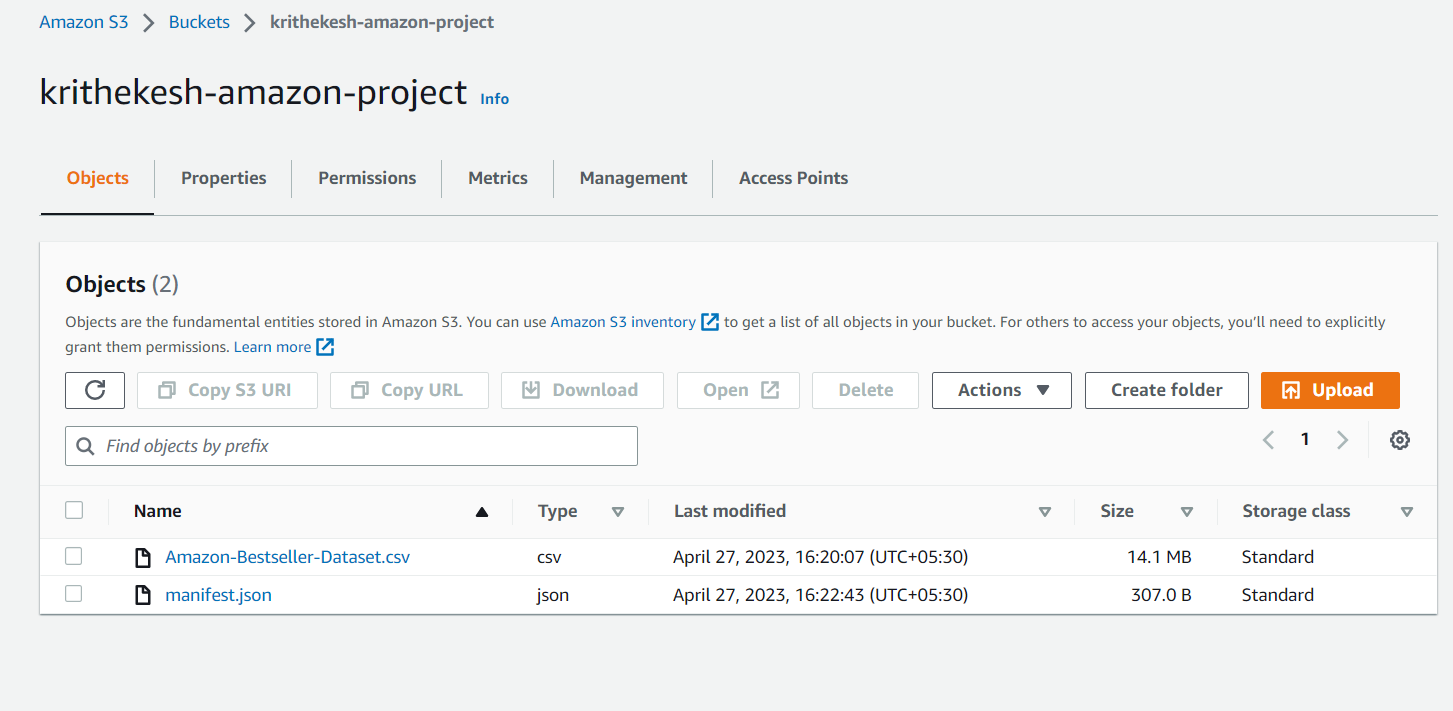 Amazon S3 > Buckets > krithekesh-amazon-project
krithekesh-amazon-project Info
Objects Properties Permissions Metrics Management Access Points
Objects (2)
Objects are the fundamental entities stored in Amazon S3. You can use Amazon S3 inventory to get a list of all objects in your bucket. For others to access your objects, you'll need to explicitly
grant them permissions. Learn more
Copy S3 URI Copy URL Download Open Delete Actions Create folder Upload
Find objects by prefix
1
Name Type Last modified Size Storage class
Amazon-Bestseller-Dataset.csv csv April 27, 2023, 16:20:07 (UTC+05:30) 14.1 MB Standard
manifest.json json April 27, 2023, 16:22:43 (UTC+05:30) 307.0 B Standard